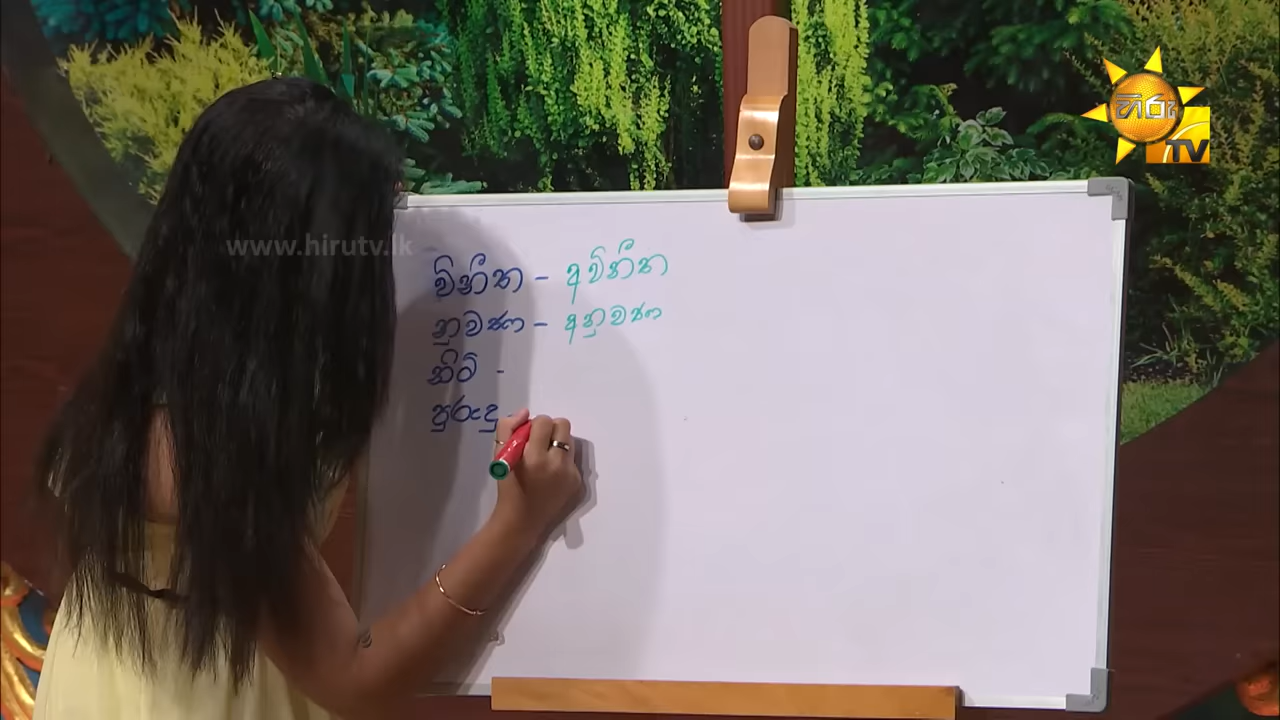 හිරු
TV
www.hirutv.lk
විනීත - අවිනීත
නුවණ - අනුවණ
හිමි -
පුරුදු -